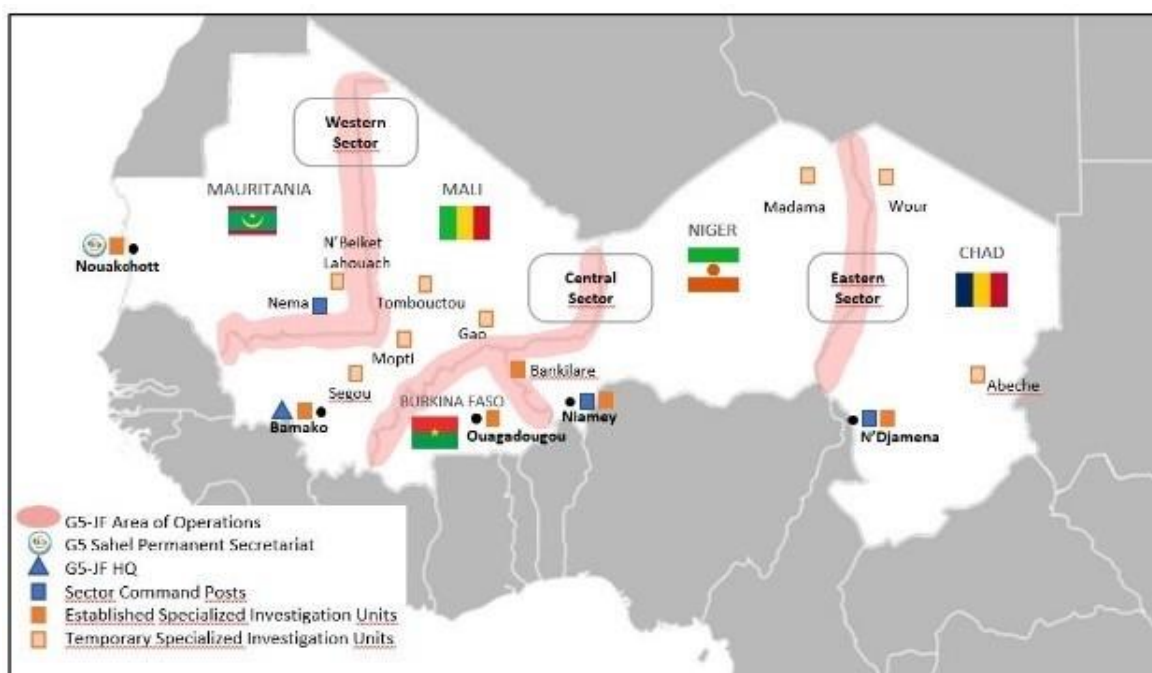 Western
Sector
MAURITANIA
MALI
N'Beiket
Lahouach
Nouakchott
Nema
Tombouctou
Gao
Mopti
Segou
Bamako
BURKINA FASO
Ouagadougou
Bankilare
Niamey
Central
Sector
NIGER
Madama
Wour
CHAD
Eastern
Sector
Abeche
N'Djamena
G5-JF Area of Operations
G5 Sahel Permanent Secretariat
G5-JF HQ
Sector Command Posts
Established Specialized Investigation Units
Temporary Specialized Investigation Units